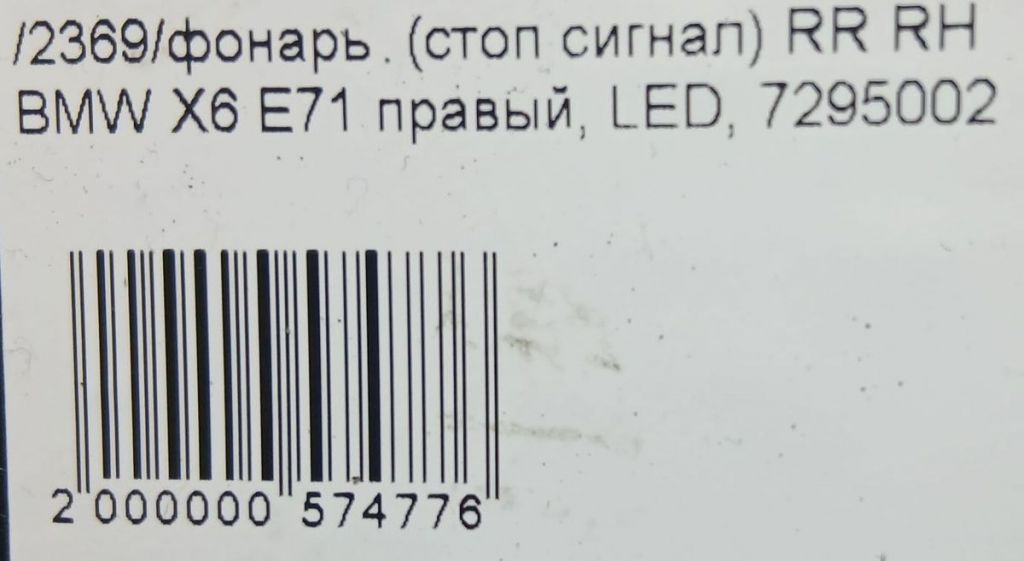 /2369/фонарь. (стоп сигнал) RR RH
BMW X6 E71 правый, LED, 7295002
2 000000 574776